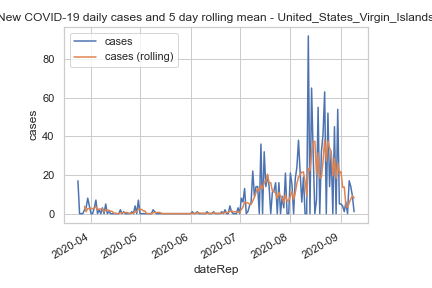 New COVID-19 daily cases and 5 day rolling mean - United_States_Virgin_Islands
cases
cases (rolling)
80
60
40
20
0
cases
2020-04
2020-05
2020-06
2020-07
2020-08
2020-09
dateRep